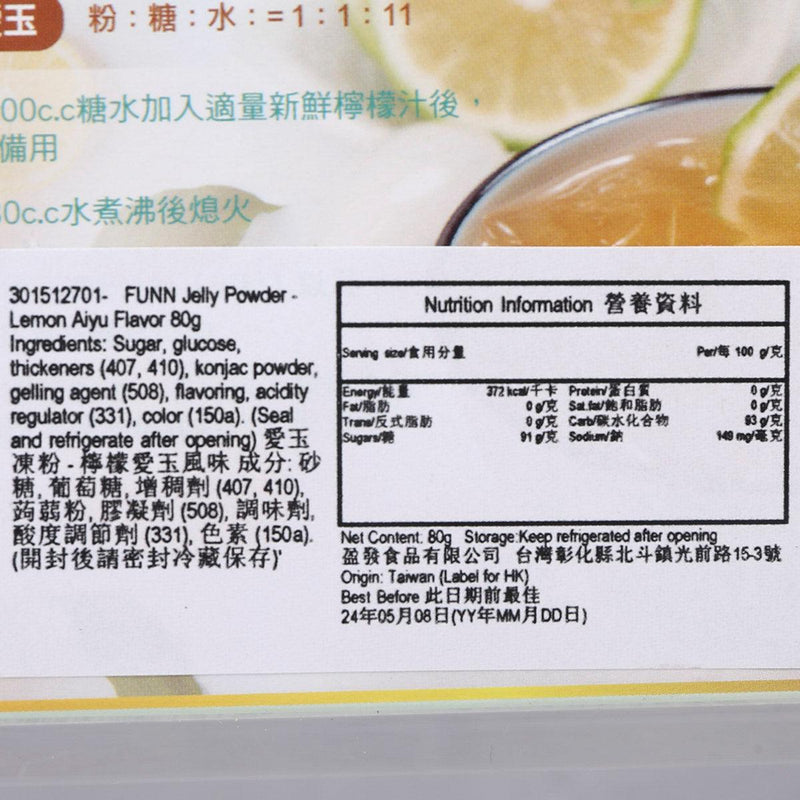 玉
粉：糖：水：=1：1：11
00c.c糖水加入適量新鮮檸檬汁後，
備用
0c.c水煮沸後熄火
301512701- FUNN Jelly Powder -
Lemon Aiyu Flavor 80g
Ingredients: Sugar, glucose,
thickeners (407, 410), konjac powder,
gelling agent (508), flavoring, acidity
regulator (331), color (150a). (Seal
and refrigerate after opening) 愛玉
凍粉 - 檸檬愛玉風味 成分: 砂
糖, 葡萄糖, 增稠劑 (407, 410),
蒟蒻粉, 膠凝劑 (508), 調味劑,
酸度調節劑 (331), 色素 (150a).
(開封後請密封冷藏保存)'
Nutrition Information 營養資料
Serving size/食用分量 Per/每 100 g/克
Energy/能量 372 kcal/千卡 Protein/蛋白質 0 g/克
Fat/脂肪 0 g/克 Sat.fat/飽和脂肪 0 g/克
Trans/反式脂肪 0 g/克 Carb/碳水化合物 93 g/克
Sugars/糖 91 g/克 Sodium/鈉 149 mg/毫克
Net Content: 80g Storage:Keep refrigerated after opening
盈發食品有限公司 台灣彰化縣北斗鎮光前路15-3號
Origin: Taiwan (Label for HK)
Best Before 此日期前最佳
24年05月08日(YY年MM月DD日)